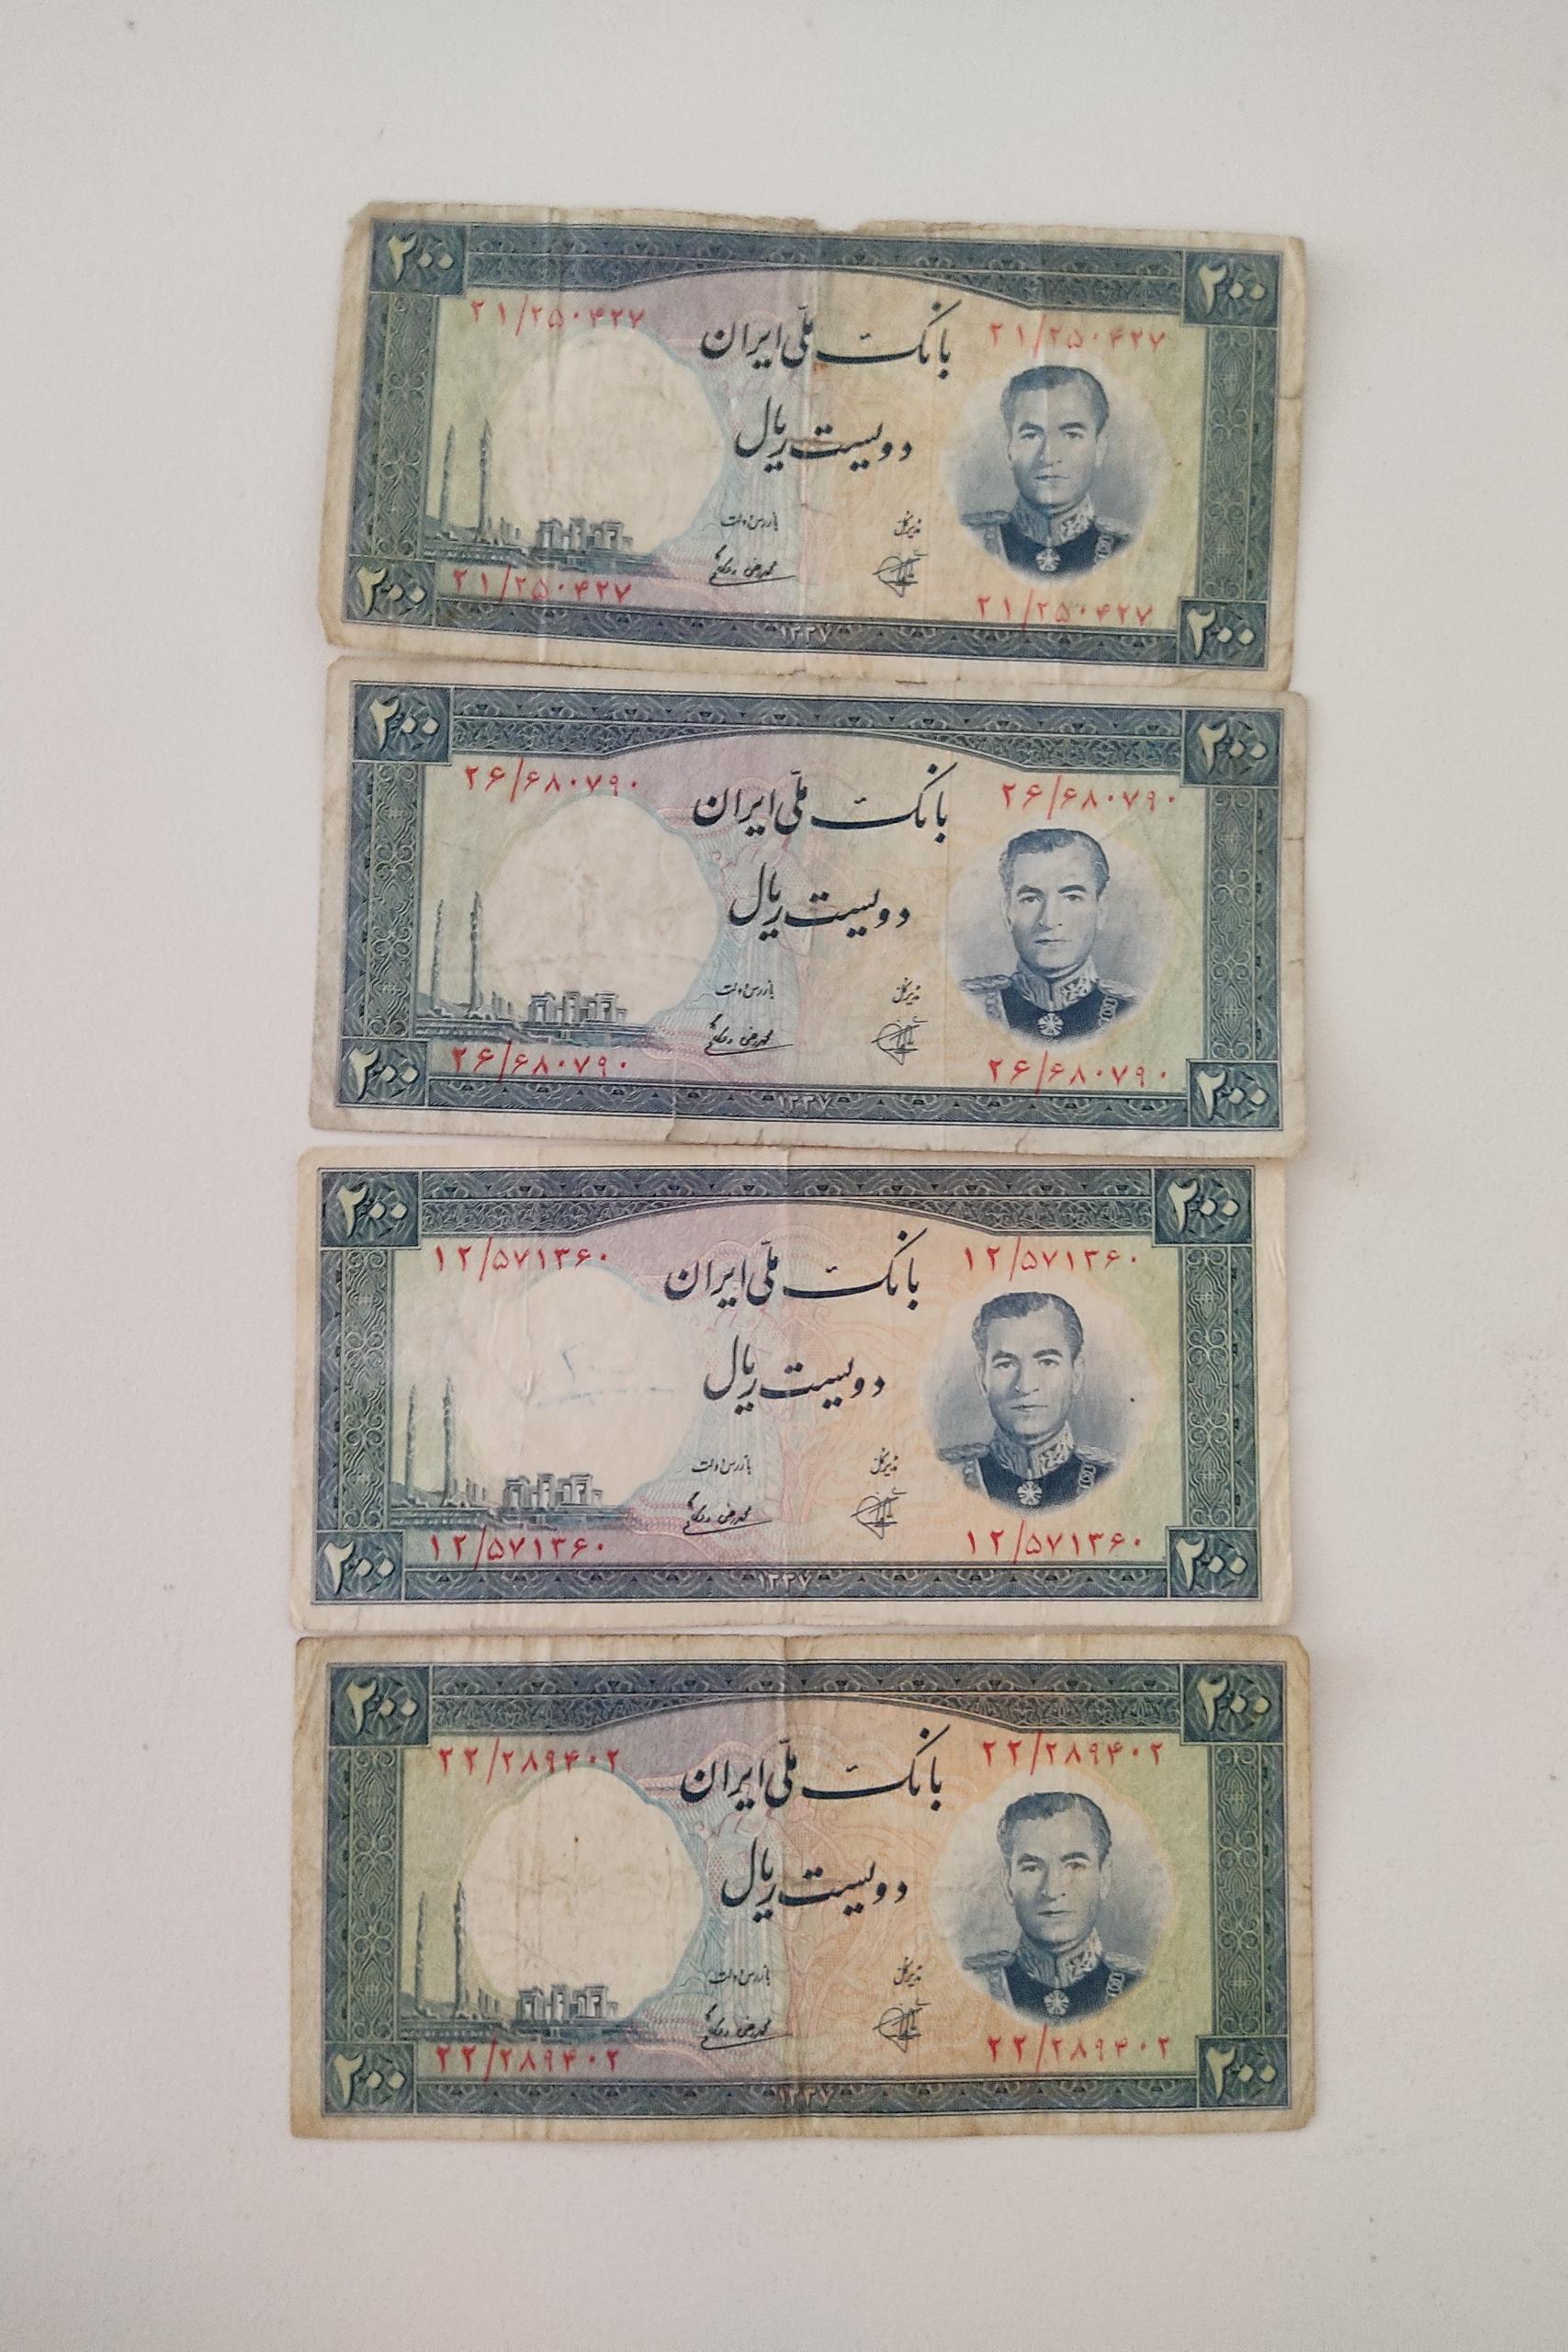 ۲۰۰ ۲۰۰
۲۱/۲۵۰۴۲۷ ۲۱/۲۵۰۴۲۷
بانک ملّی ایران
دویست ریال
مدیر کل بازرس دولت
۲۱/۲۵۰۴۲۷ ۲۱/۲۵۰۴۲۷
۲۰۰ ۱۳۳۷ ۲۰۰
۲۰۰ ۲۰۰
۲۶/۶۸۰۷۹۰ ۲۶/۶۸۰۷۹۰
بانک ملّی ایران
دویست ریال
مدیر کل بازرس دولت
۲۶/۶۸۰۷۹۰ ۲۶/۶۸۰۷۹۰
۲۰۰ ۱۳۳۷ ۲۰۰
۲۰۰ ۲۰۰
۱۲/۵۷۱۳۶۰ ۱۲/۵۷۱۳۶۰
بانک ملّی ایران
دویست ریال
مدیر کل بازرس دولت
۱۲/۵۷۱۳۶۰ ۱۲/۵۷۱۳۶۰
۲۰۰ ۱۳۳۷ ۲۰۰
۲۰۰ ۲۰۰
۲۲/۲۸۹۴۰۲ ۲۲/۲۸۹۴۰۲
بانک ملّی ایران
دویست ریال
مدیر کل بازرس دولت
۲۲/۲۸۹۴۰۲ ۲۲/۲۸۹۴۰۲
۲۰۰ ۱۳۳۷ ۲۰۰